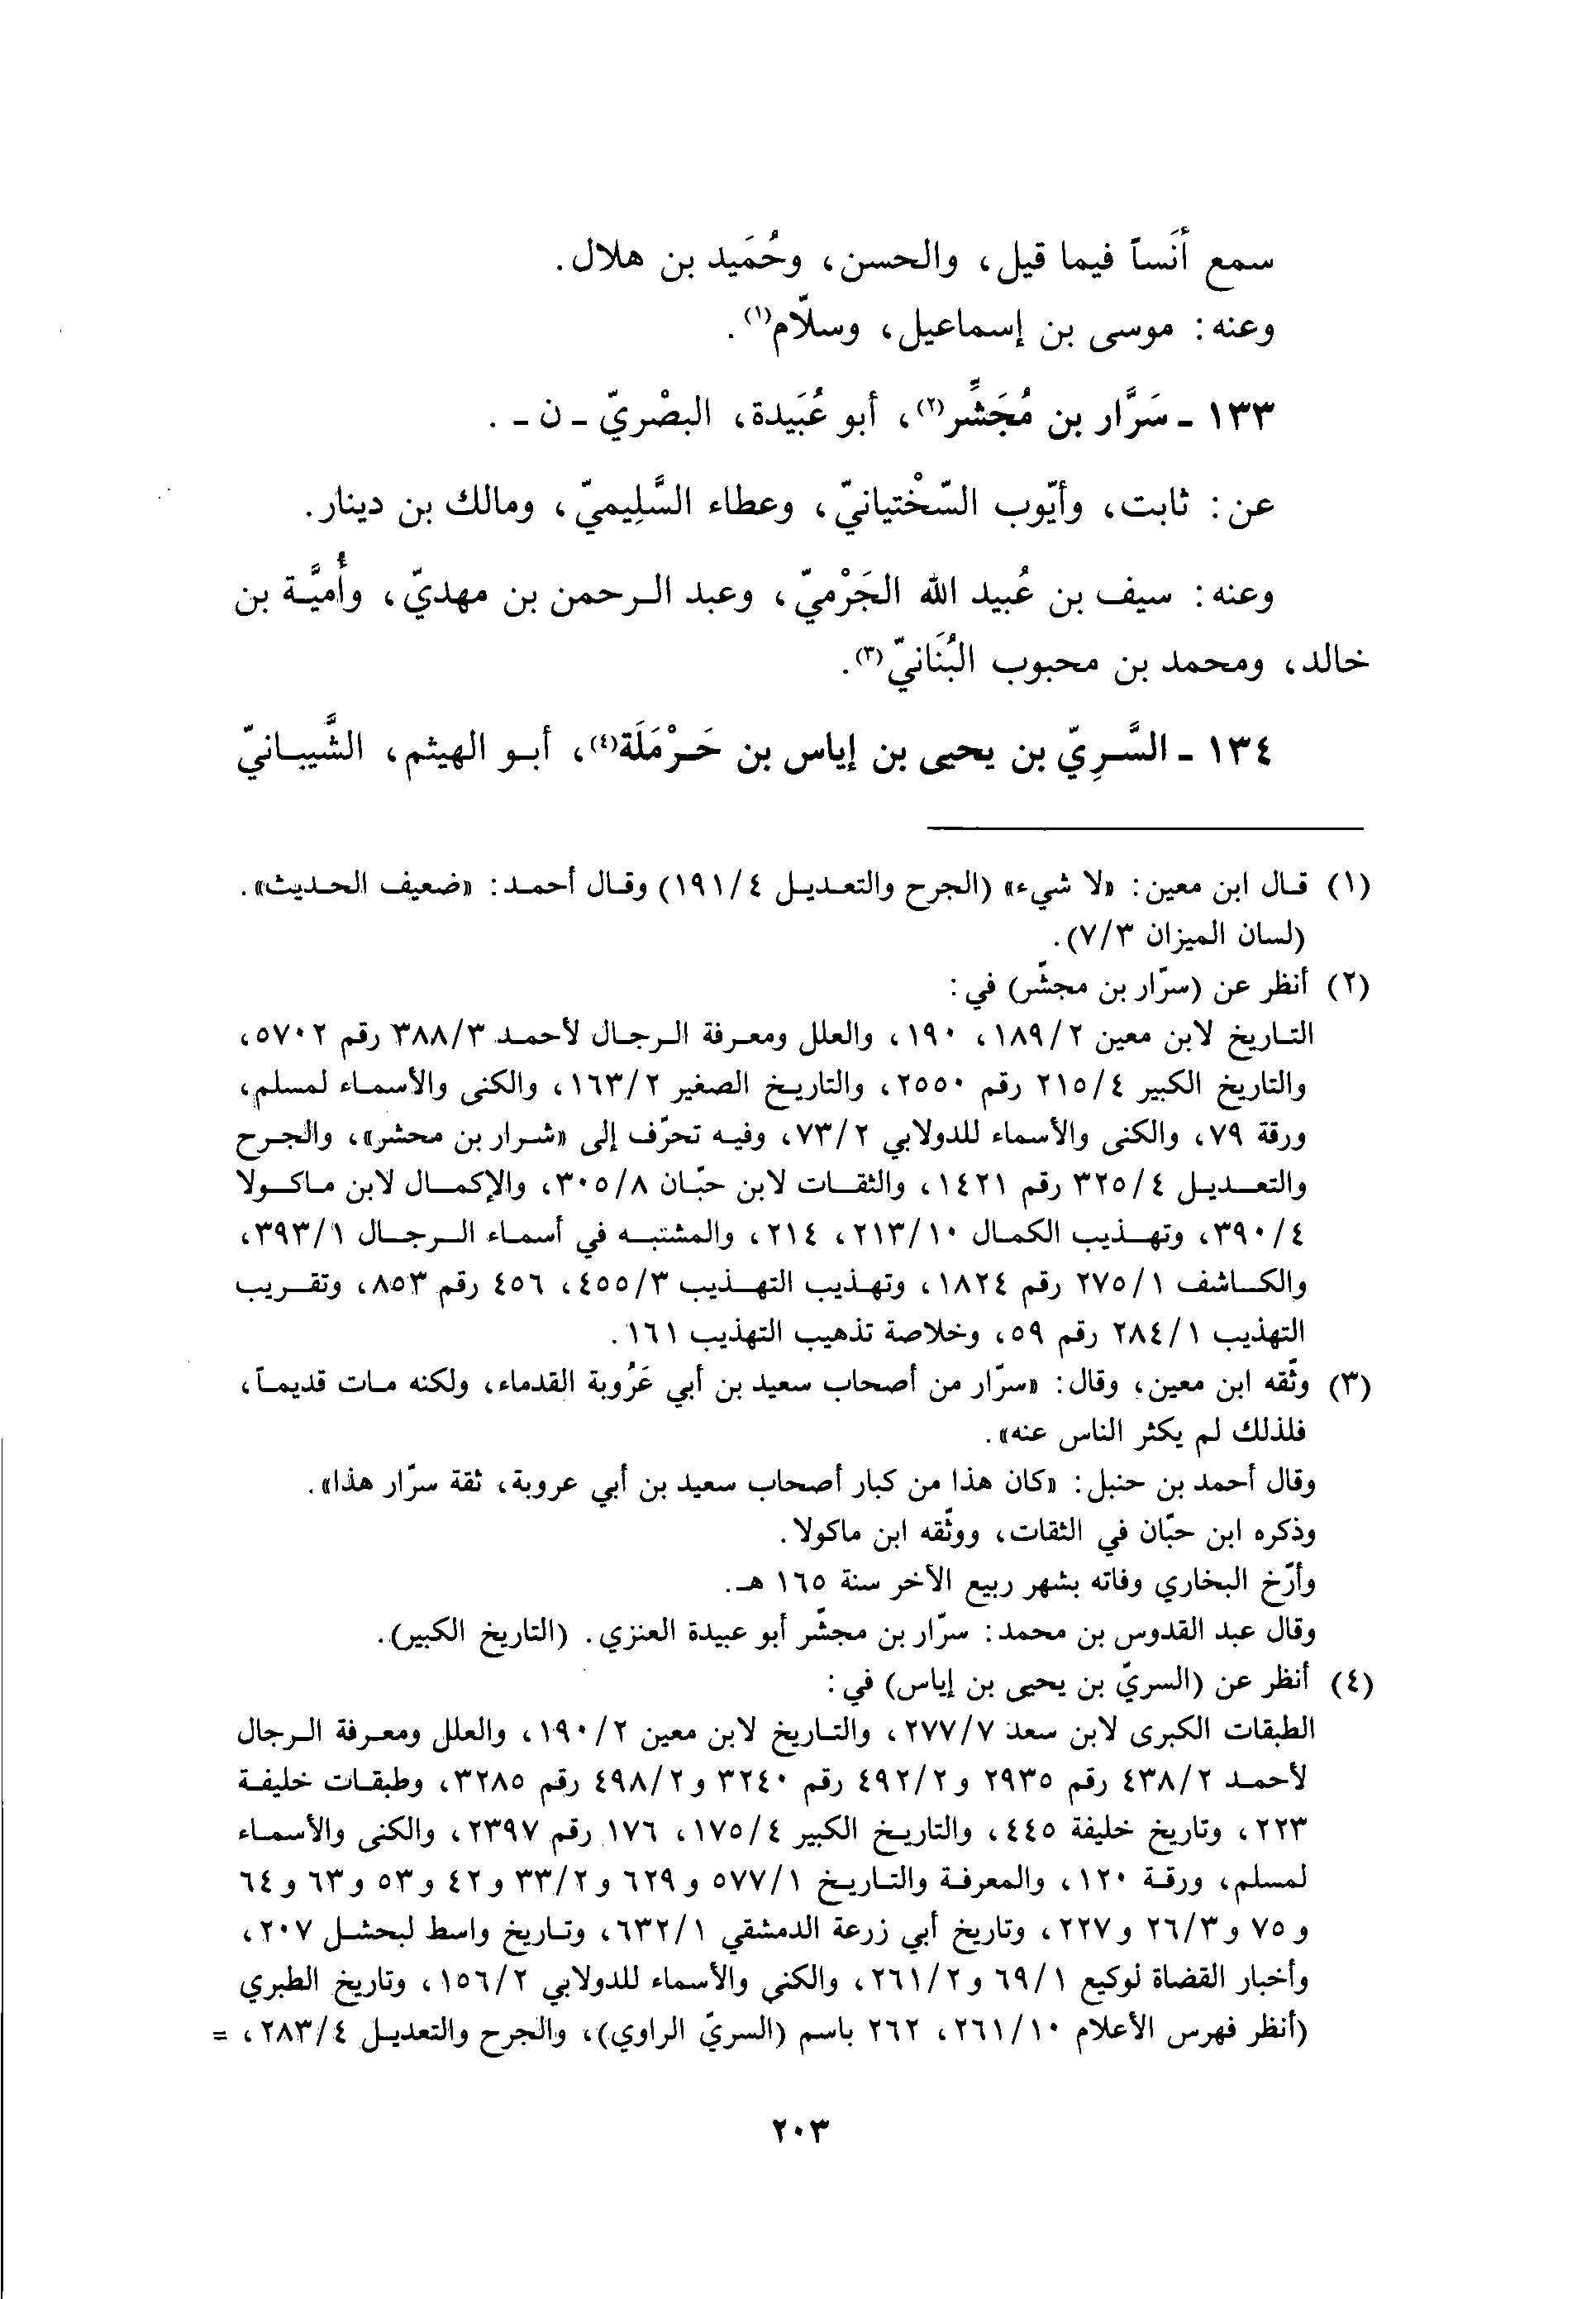 سمع أَنَساً فيما قيل، والحسن، وحُمَيد بن هلال.
وعنه: موسى بن إسماعيل، وسلّام(١).
١٣٣ - سَرَّار بن مُجَشِّر(٢)، أبو عُبَيدة، البصْريّ - ن - .
عن: ثابت، وأيّوب السّخْتيانيّ، وعطاء السَّلِيميّ، ومالك بن دينار.
وعنه: سيف بن عُبيد الله الجَرْميّ، وعبد الرحمن بن مهديّ، وأُميَّة بن
خالد، ومحمد بن محبوب البُنَانيّ(٣).
١٣٤ - السَّرِيّ بن يحيى بن إياس بن حَرْمَلَة(٤)، أبو الهيثم، الشَّيبانيّ
(١) قال ابن معين: «لا شيء» (الجرح والتعديل ٤/١٩١) وقال أحمد: «ضعيف الحديث».
(لسان الميزان ٣/٧).
(٢) أنظر عن (سرّار بن مجشّر) في:
التاريخ لابن معين ٢/١٨٩، ١٩٠، والعلل ومعرفة الرجال لأحمد ٣/٣٨٨ رقم ٥٧٠٢،
والتاريخ الكبير ٤/٢١٥ رقم ٢٥٥٠، والتاريخ الصغير ٢/١٦٣، والكنى والأسماء لمسلم،
ورقة ٧٩، والكنى والأسماء للدولابي ٢/٧٣، وفيه تحرّف إلى «شرار بن محشر»، والجرح
والتعديل ٤/٣٢٥ رقم ١٤٢١، والثقات لابن حبّان ٨/٣٠٥، والإكمال لابن ماكولا
٤/٣٩٠، وتهذيب الكمال ١٠/٢١٣، ٢١٤، والمشتبه في أسماء الرجال ١/٣٩٣،
والكاشف ١/٢٧٥ رقم ١٨٢٤، وتهذيب التهذيب ٣/٤٥٥، ٤٥٦ رقم ٨٥٣، وتقريب
التهذيب ١/٢٨٤ رقم ٥٩، وخلاصة تذهيب التهذيب ١٦١.
(٣) وثّقه ابن معين، وقال: «سرّار من أصحاب سعيد بن أبي عَرُوبة القدماء، ولكنه مات قديماً،
فلذلك لم يكثر الناس عنه».
وقال أحمد بن حنبل: «كان هذا من كبار أصحاب سعيد بن أبي عروبة، ثقة سرّار هذا».
وذكره ابن حبّان في الثقات، ووثّقه ابن ماكولا.
وأرّخ البخاري وفاته بشهر ربيع الآخر سنة ١٦٥ هـ.
وقال عبد القدوس بن محمد: سرّار بن مجشّر أبو عبيدة العنزي. (التاريخ الكبير).
(٤) أنظر عن (السريّ بن يحيى بن إياس) في:
الطبقات الكبرى لابن سعد ٧/٢٧٧، والتاريخ لابن معين ٢/١٩٠، والعلل ومعرفة الرجال
لأحمد ٢/٤٣٨ رقم ٢٩٣٥ و٢/٤٩٢ رقم ٣٢٤٠ و٢/٤٩٨ رقم ٣٢٨٥، وطبقات خليفة
٢٢٣، وتاريخ خليفة ٤٤٥، والتاريخ الكبير ٤/١٧٥، ١٧٦ رقم ٢٣٩٧، والكنى والأسماء
لمسلم، ورقة ١٢٠، والمعرفة والتاريخ ١/٥٧٧ و٦٢٩ و٢/٣٣ و٤٢ و٥٣ و٦٣ و٦٤
و٧٥ و٣/٢٦ و٢٢٧، وتاريخ أبي زرعة الدمشقي ١/٦٣٢، وتاريخ واسط لبحشل ٢٠٧،
وأخبار القضاة لوكيع ١/٦٩ و٢/٢٦١، والكنى والأسماء للدولابي ٢/١٥٦، وتاريخ الطبري
(أنظر فهرس الأعلام ١٠/٢٦١، ٢٦٢ باسم (السريّ الراوي)، والجرح والتعديل ٤/٢٨٣، =
٢٠٣